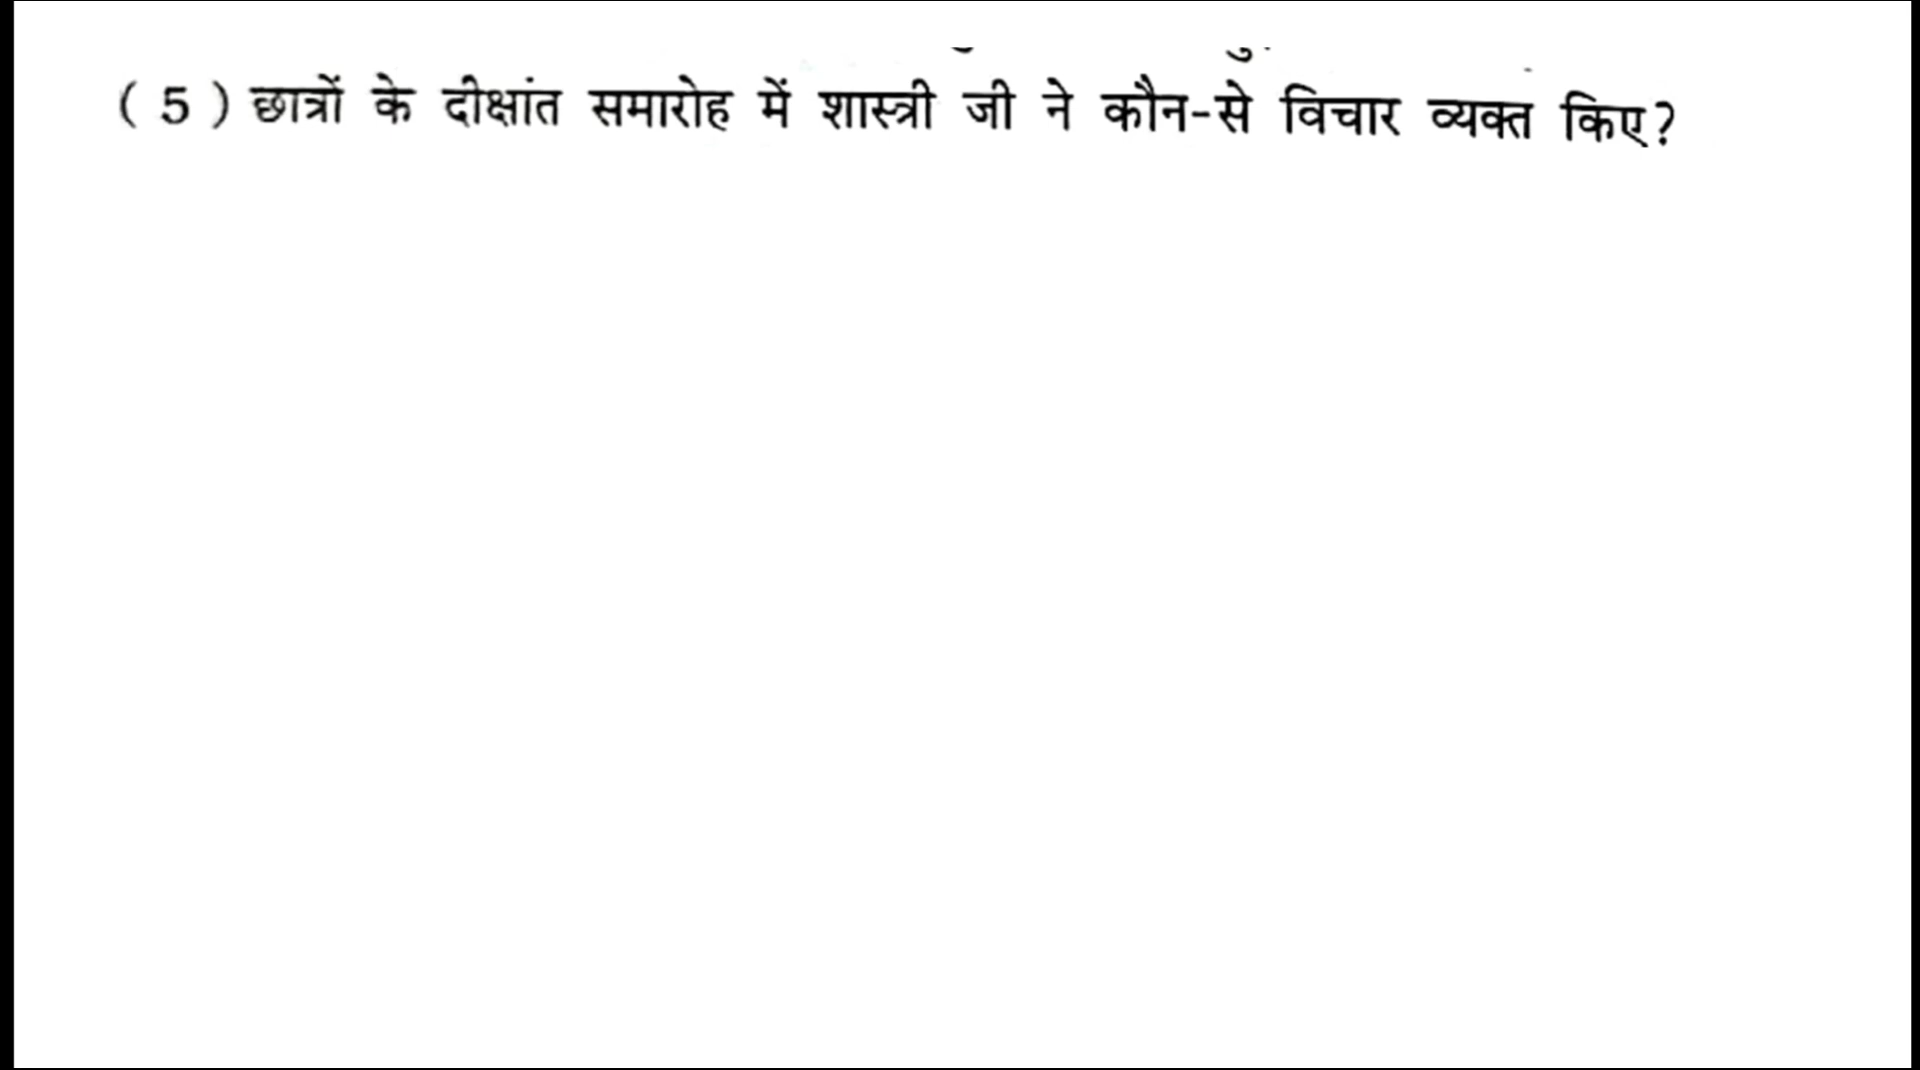 ( 5 ) छात्रों के दीक्षांत समारोह में शास्त्री जी ने कौन-से विचार व्यक्त किए?